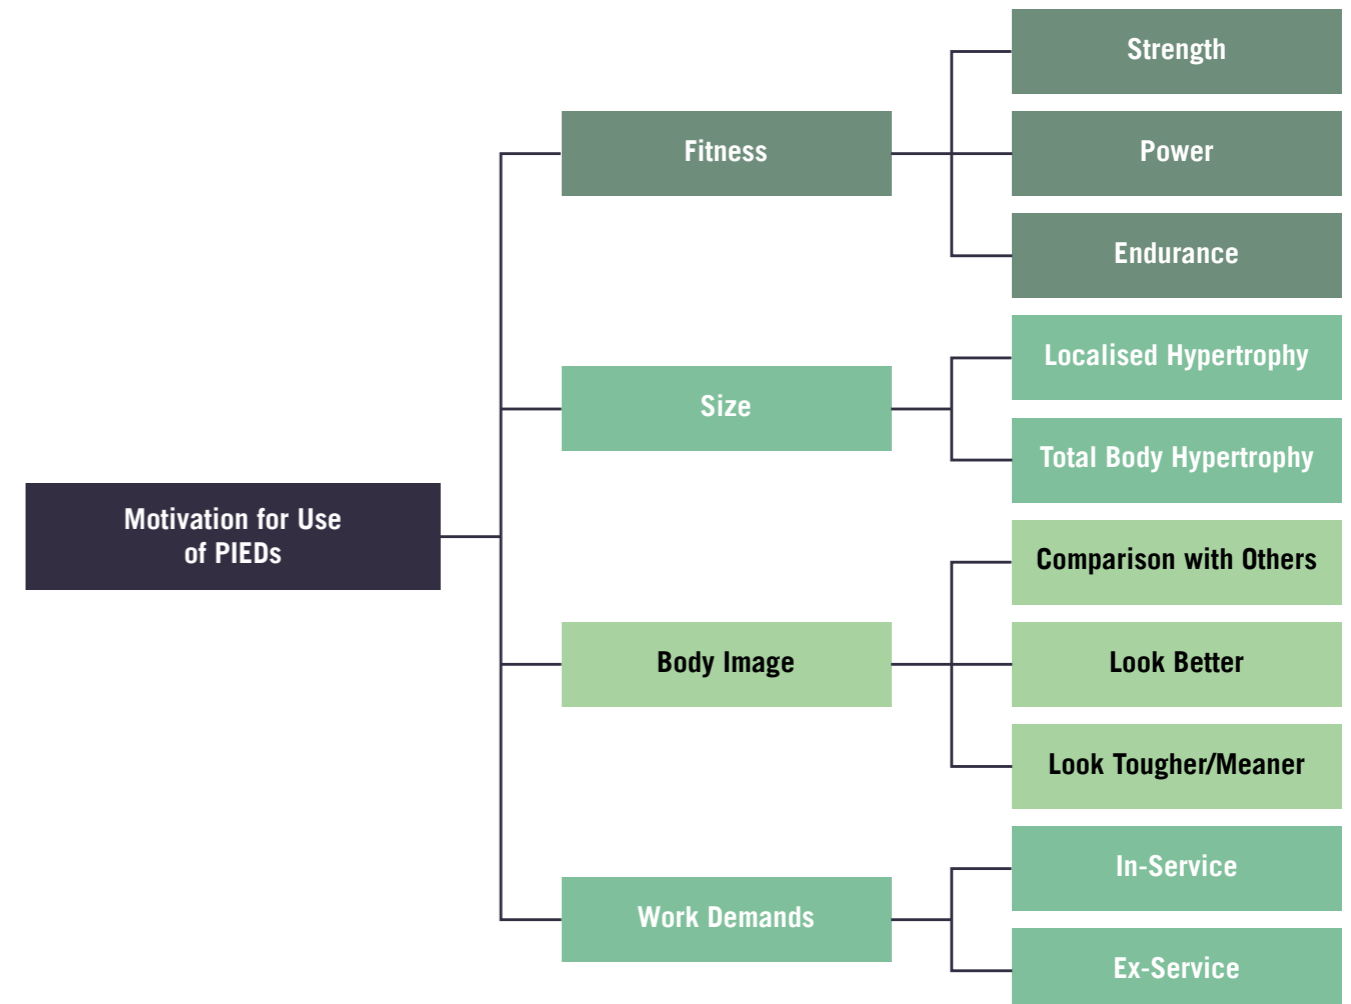 Motivation for Use
of PIEDs
Fitness
Strength
Power
Endurance
Size
Localised Hypertrophy
Total Body Hypertrophy
Body Image
Comparison with Others
Look Better
Look Tougher/Meaner
Work Demands
In-Service
Ex-Service